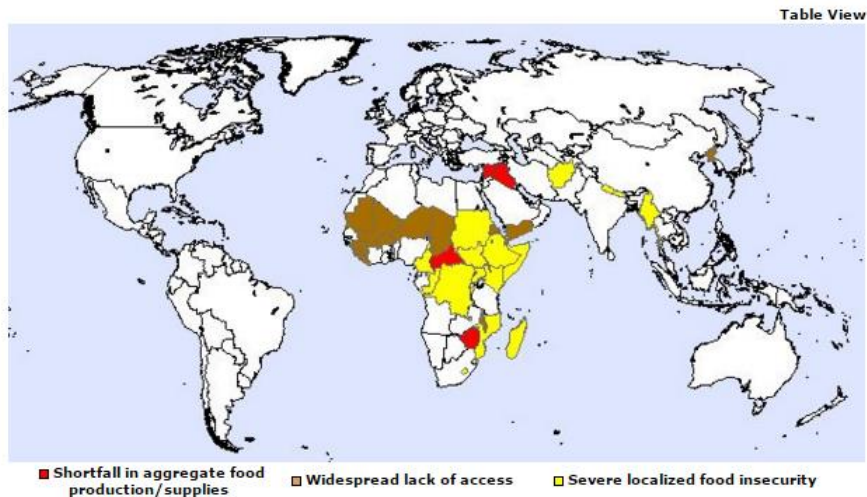 Table View
Shortfall in aggregate food
production/supplies
Widespread lack of access
Severe localized food insecurity